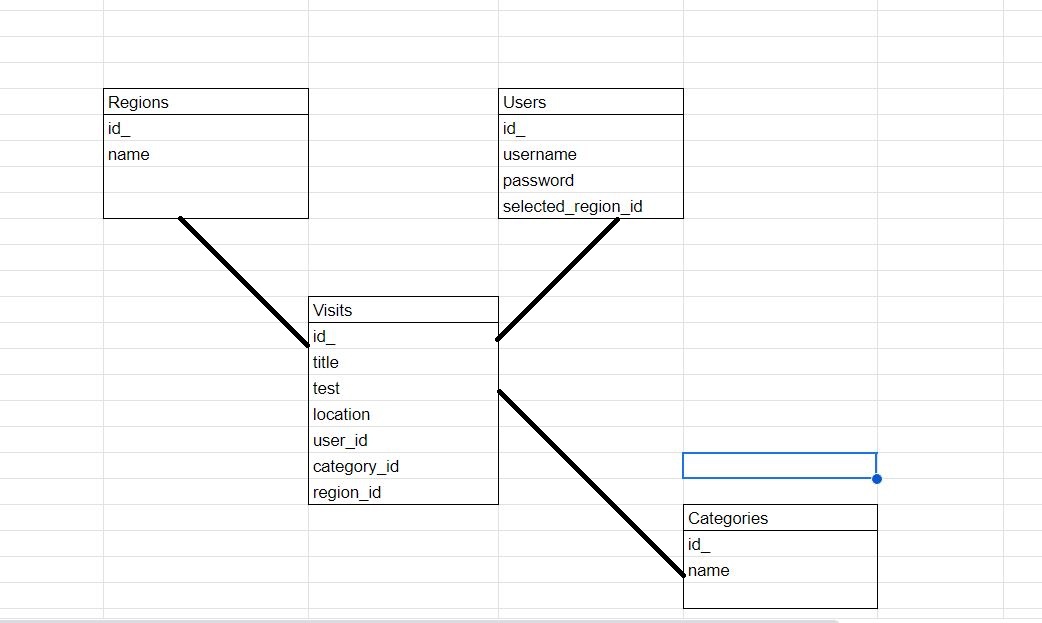 Regions
id_
name
Users
id_
username
password
selected_region_id
Visits
id_
title
test
location
user_id
category_id
region_id
Categories
id_
name